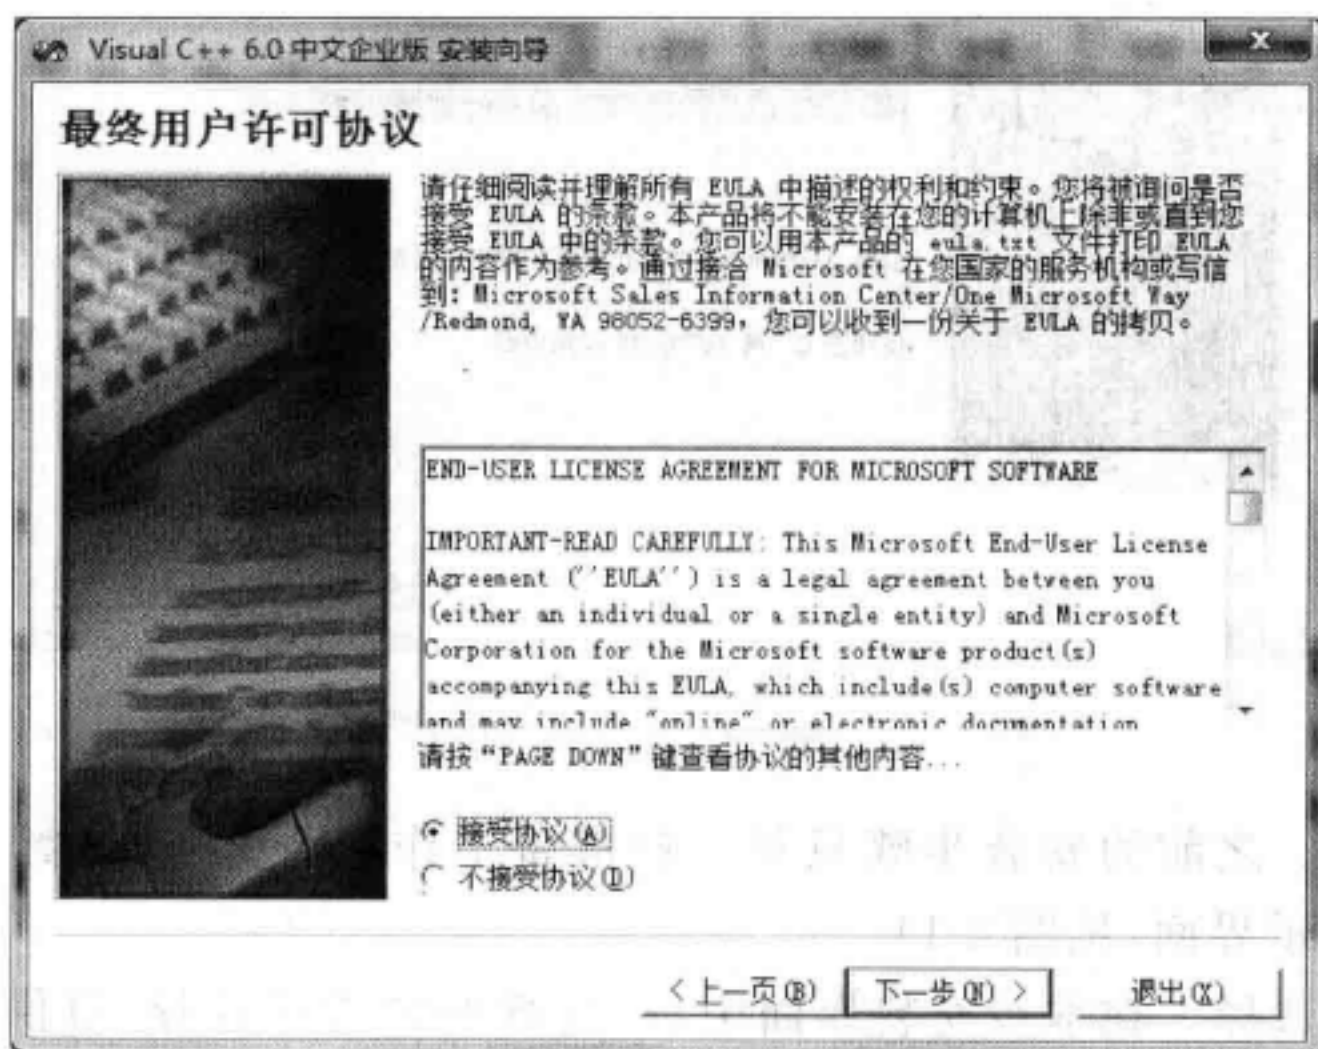 Visual C++ 6.0 中文企业版 安装向导
最终用户许可协议
请仔细阅读并理解所有 EULA 中描述的权利和约束。您将被询问是否
接受 EULA 的条款。本产品将不能安装在您的计算机上除非或直到您
接受 EULA 中的条款。您可以用本产品的 eula.txt 文件打印 EULA
的内容作为参考。通过接洽 Microsoft 在您国家的服务机构或写信
到: Microsoft Sales Information Center/One Microsoft Way
/Redmond, WA 98052-6399，您可以收到一份关于 EULA 的拷贝。
END-USER LICENSE AGREEMENT FOR MICROSOFT SOFTWARE
IMPORTANT-READ CAREFULLY: This Microsoft End-User License
Agreement (''EULA'') is a legal agreement between you
(either an individual or a single entity) and Microsoft
Corporation for the Microsoft software product(s)
accompanying this EULA, which include(s) computer software
and may include "online" or electronic documentation
请按“PAGE DOWN”键查看协议的其他内容...
接受协议(A)
不接受协议(D)
< 上一页(B)
下一步(N) >
退出(X)